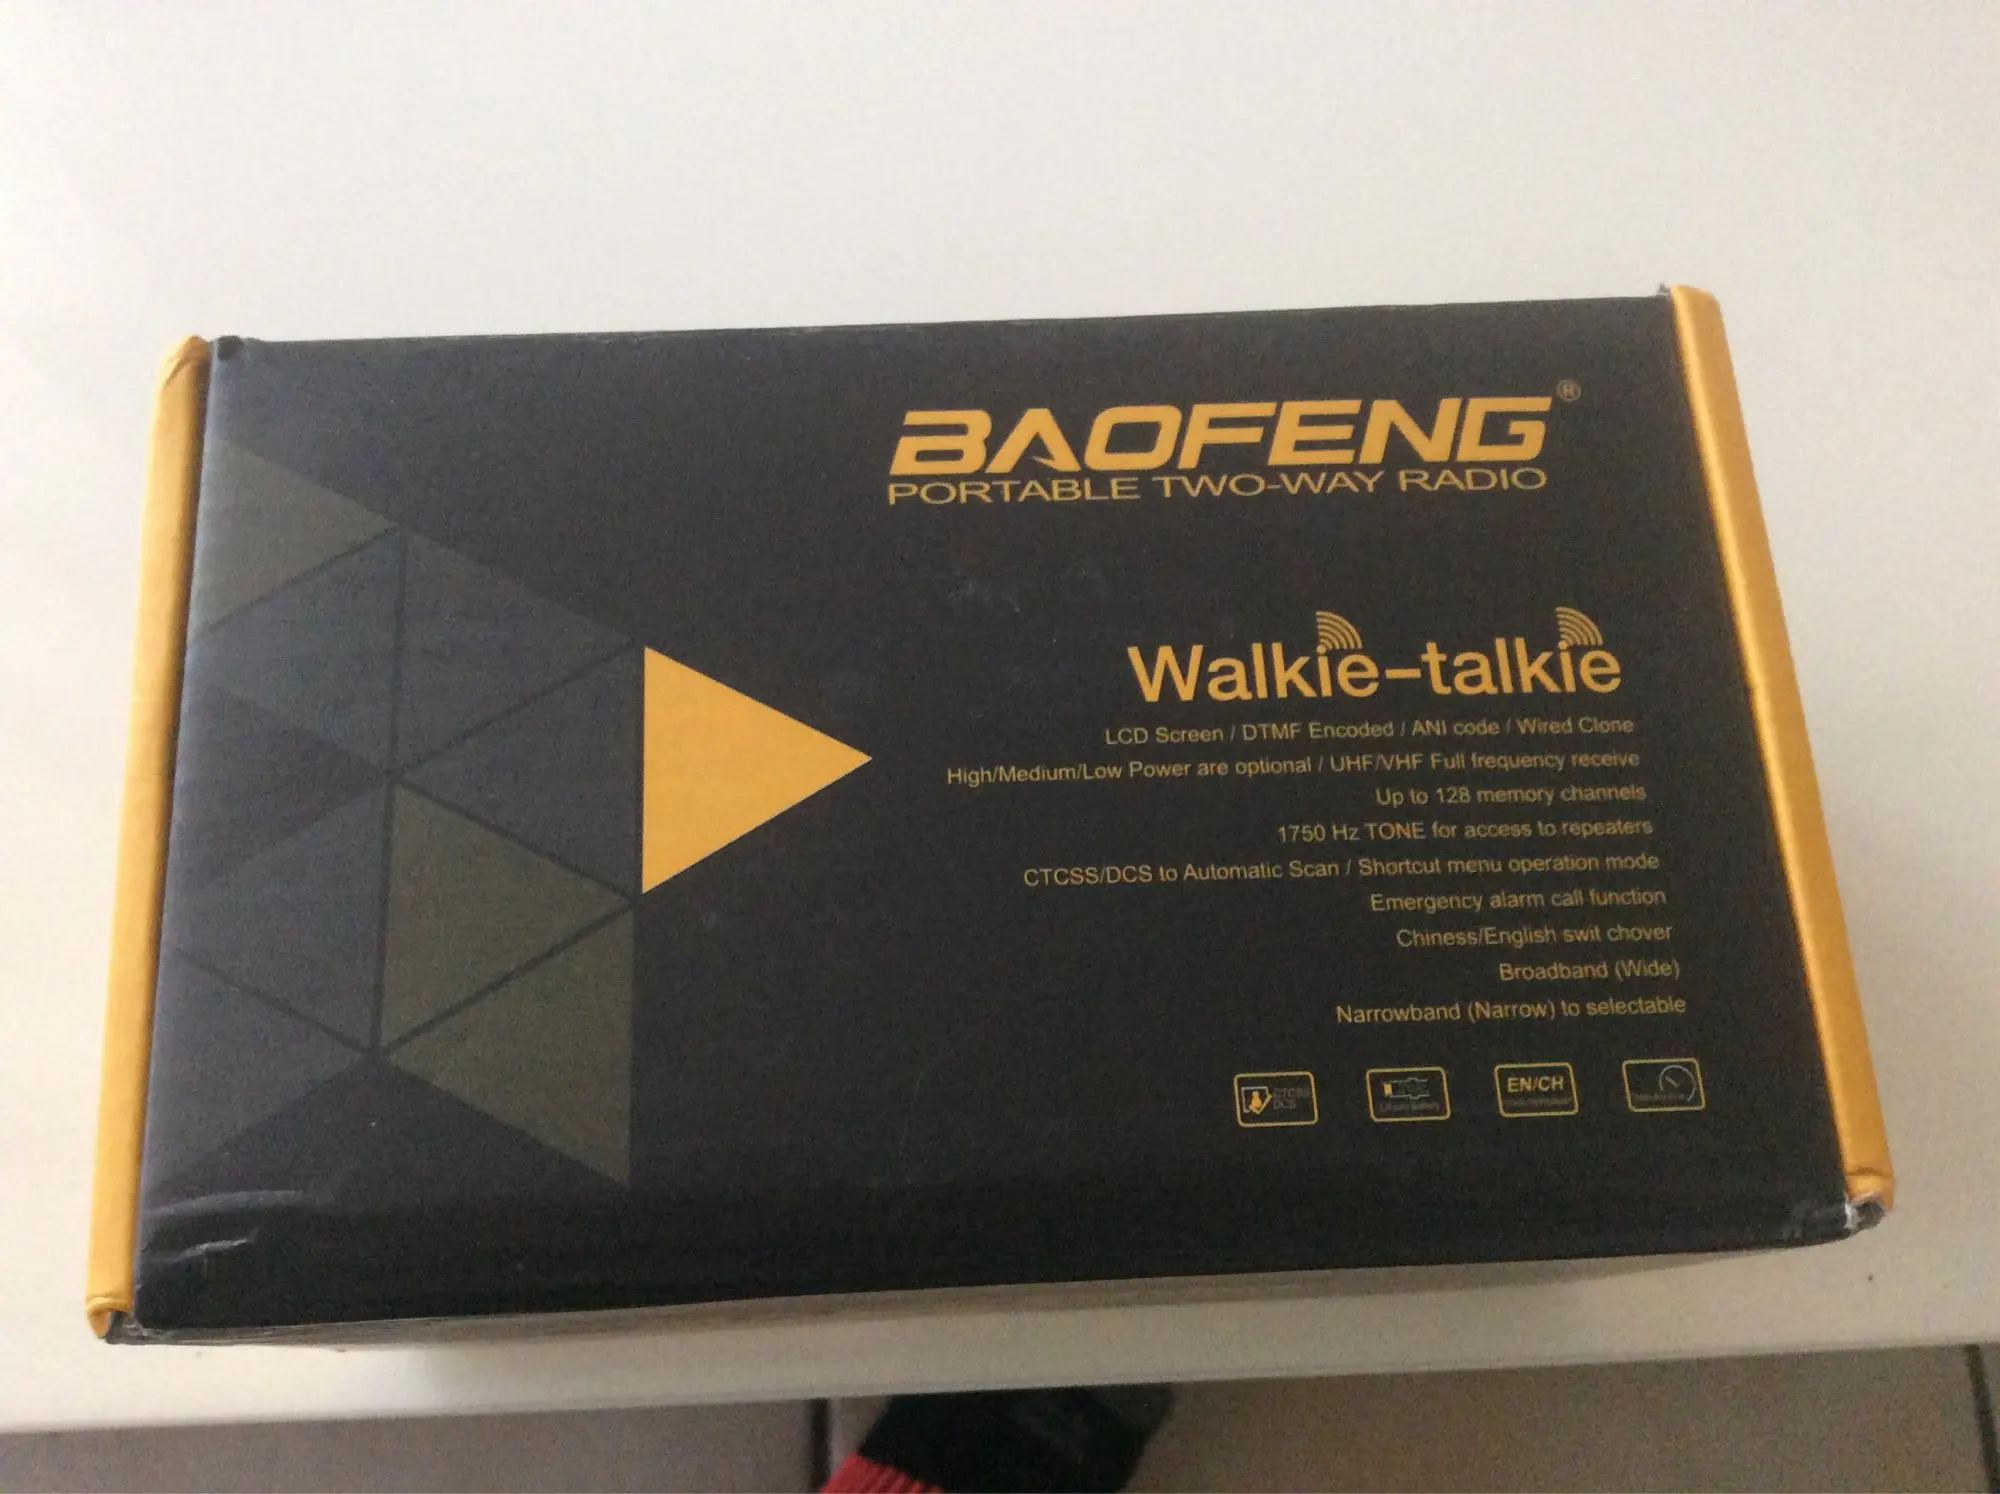 BAOFENG®
PORTABLE TWO-WAY RADIO
Walkie-talkie
LCD Screen / DTMF Encoded / ANI code / Wired Clone
High/Medium/Low Power are optional / UHF/VHF Full frequency receive
Up to 128 memory channels
1750 Hz TONE for access to repeaters
CTCSS/DCS to Automatic Scan / Shortcut menu operation mode
Emergency alarm call function
Chiness/English swit chover
Broadband (Wide)
Narrowband (Narrow) to selectable
CTCSS
DCS
EN/CH